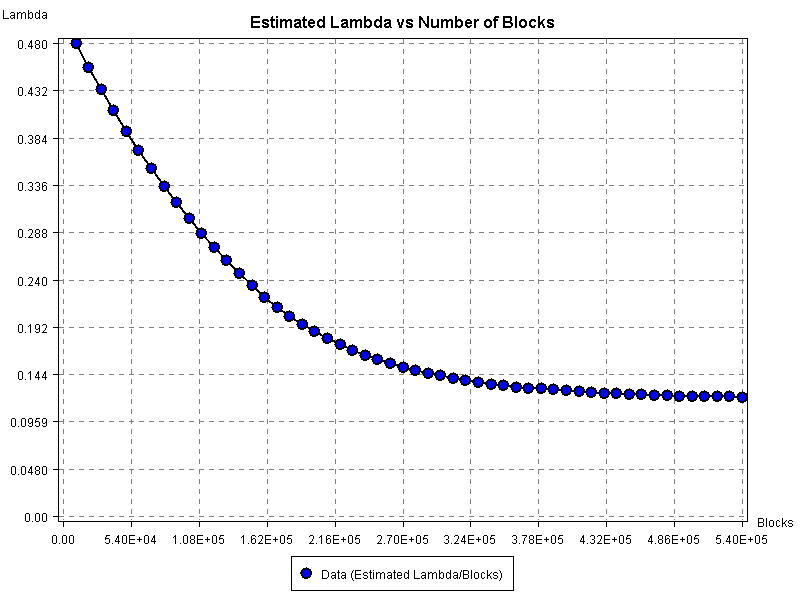 Lambda
Estimated Lambda vs Number of Blocks
0.480
0.432
0.384
0.336
0.288
0.240
0.192
0.144
0.0959
0.0480
0.00
Blocks
0.00 5.40E+04 1.08E+05 1.62E+05 2.16E+05 2.70E+05 3.24E+05 3.78E+05 4.32E+05 4.86E+05 5.40E+05
Data (Estimated Lambda/Blocks)